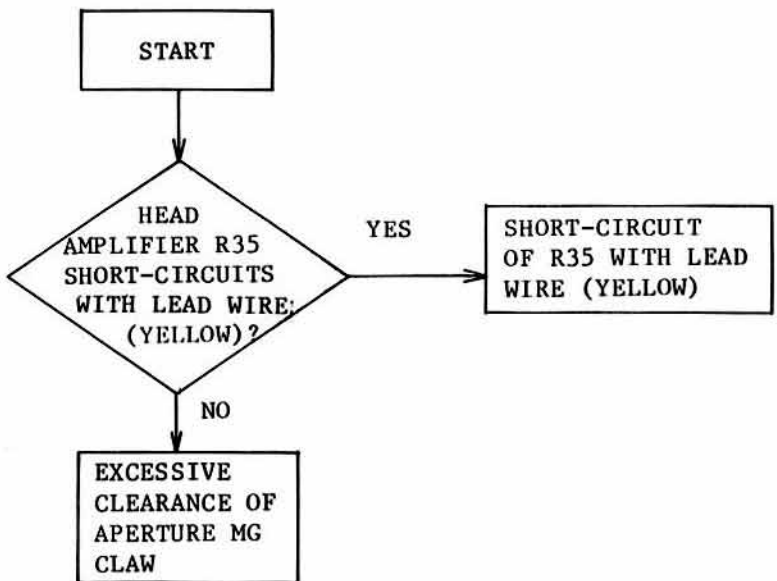 START
HEAD
AMPLIFIER R35
SHORT-CIRCUITS
WITH LEAD WIRE
(YELLOW)?
YES
SHORT-CIRCUIT
OF R35 WITH LEAD
WIRE (YELLOW)
NO
EXCESSIVE
CLEARANCE OF
APERTURE MG
CLAW